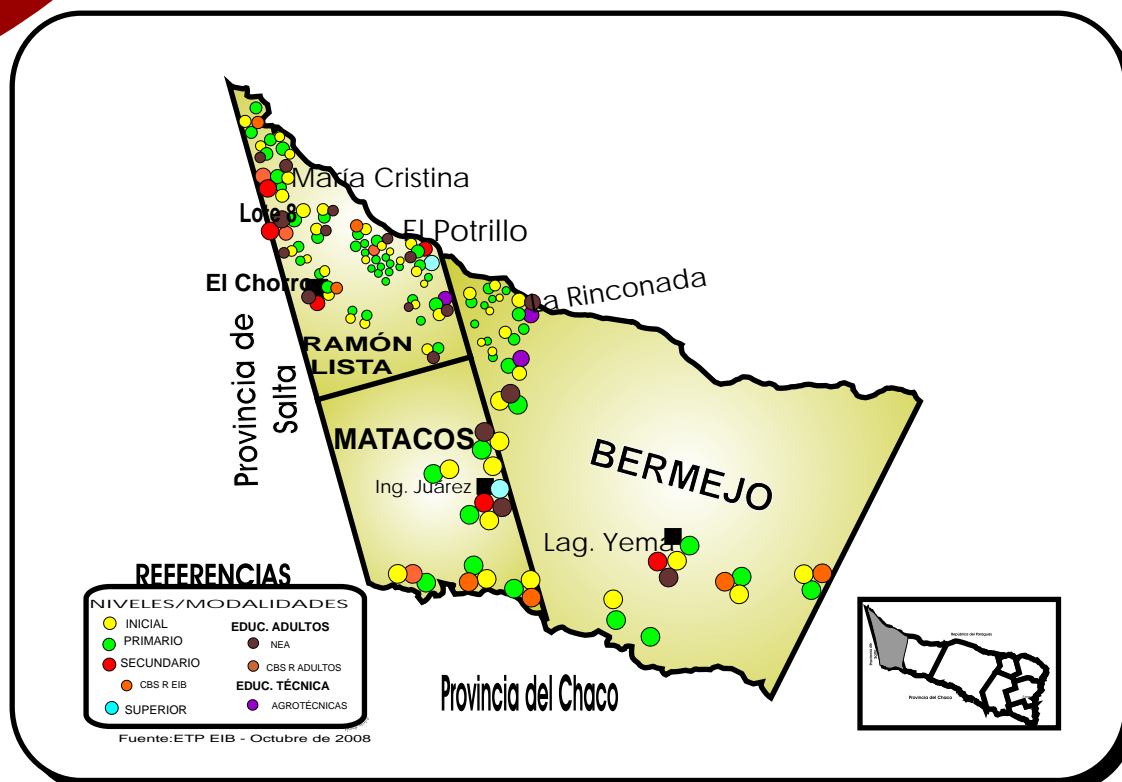 María Cristina
Lote 8
El Potrillo
El Chorro
La Rinconada
Provincia de
Salta
RAMÓN
LISTA
MATACOS
BERMEJO
Ing. Juárez
Lag. Yema
Provincia del Chaco
REFERENCIAS
NIVELES/MODALIDADES
INICIAL
PRIMARIO
SECUNDARIO
CBS R EIB
SUPERIOR
EDUC. ADULTOS
NEA
CBS R ADULTOS
EDUC. TÉCNICA
AGROTÉCNICAS
Fuente:ETP EIB - Octubre de 2008
República del Paraguay
Provincia del Chaco